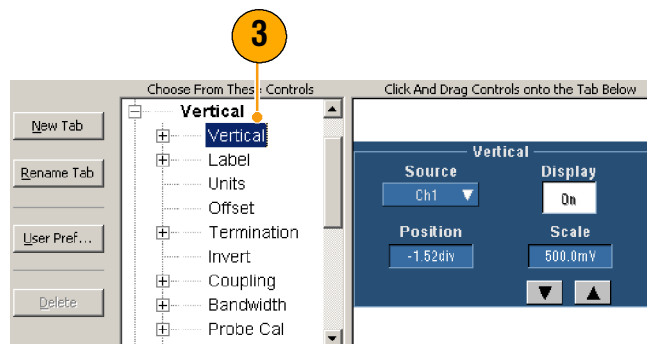 3
Choose From These Controls
Click And Drag Controls onto the Tab Below
New Tab
Rename Tab
User Pref...
Delete
Vertical
Vertical
Label
Units
Offset
Termination
Invert
Coupling
Bandwidth
Probe Cal
Vertical
Source
Display
Ch1
On
Position
Scale
-1.52div
500.0mV